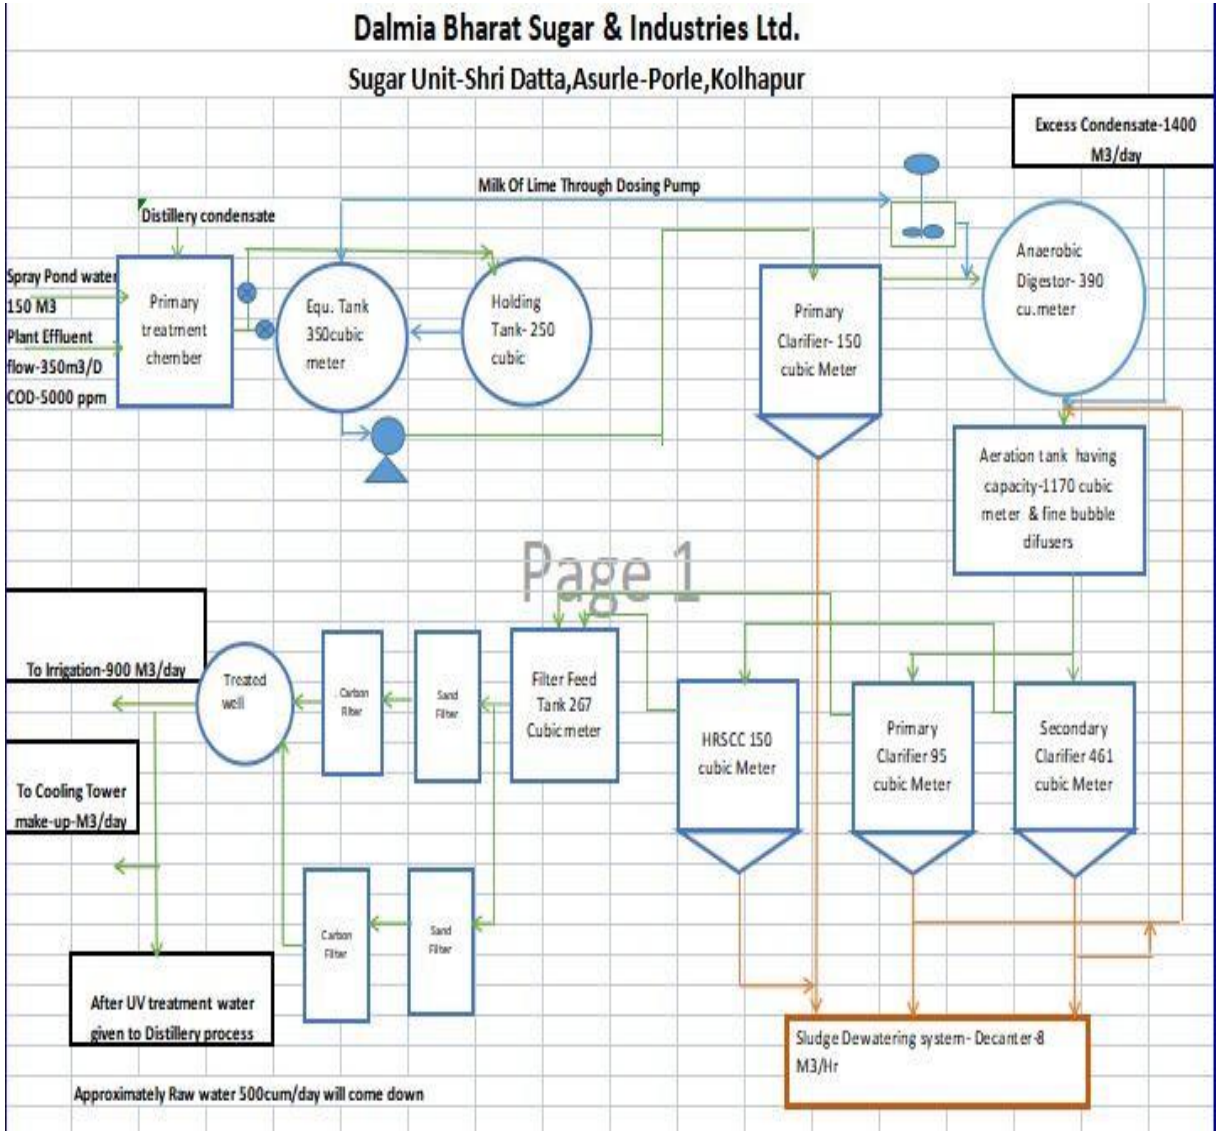 Dalmia Bharat Sugar & Industries Ltd.
Sugar Unit-Shri Datta,Asurle-Porle,Kolhapur
Excess Condensate-1400
M3/day
Milk Of Lime Through Dosing Pump
Distillery condensate
Spray Pond water
150 M3
Plant Effluent
flow-350m3/D
COD-5000 ppm
Primary
treatment
chember
Equ. Tank
350cubic
meter
Holding
Tank- 250
cubic
Primary
Clarifier- 150
cubic Meter
Anaerobic
Digestor- 390
cu.meter
Aeration tank having
capacity-1170 cubic
meter & fine bubble
difusers
Page 1
To Irrigation-900 M3/day
Treated
well
. Carbon
Filter
Sand
Filter
Filter Feed
Tank 267
Cubic meter
HRSCC 150
cubic Meter
Primary
Clarifier 95
cubic Meter
Secondary
Clarifier 461
cubic Meter
To Cooling Tower
make-up-M3/day
Carbon
Filter
Sand
Filter
After UV treatment water
given to Distillery process
Sludge Dewatering system- Decanter-8
M3/Hr
Approximately Raw water 500cum/day will come down